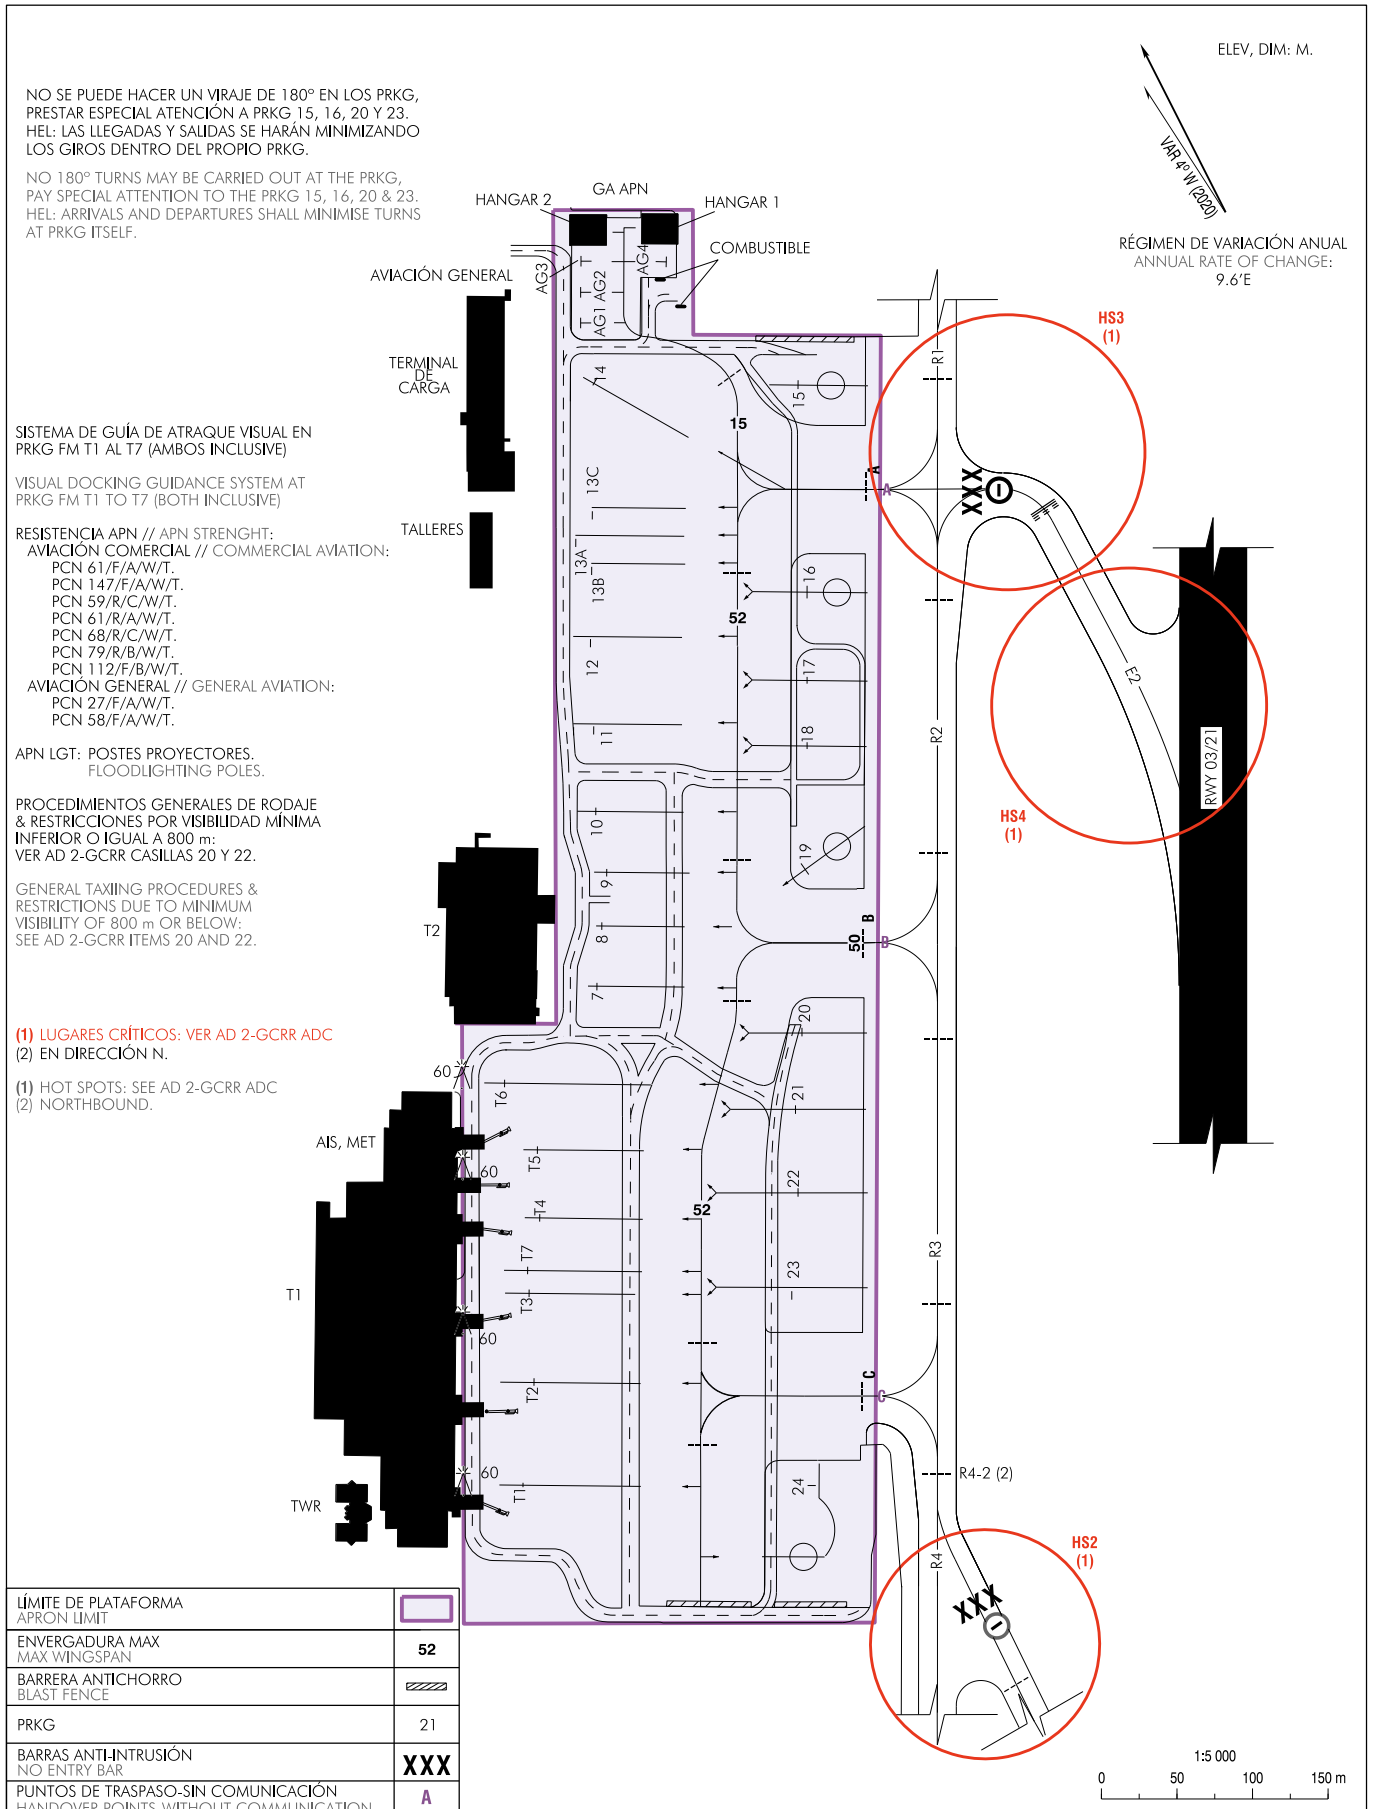 ELEV, DIM: M.
VAR 4º W (2020)
RÉGIMEN DE VARIACIÓN ANUAL
ANNUAL RATE OF CHANGE:
9.6'E
NO SE PUEDE HACER UN VIRAJE DE 180º EN LOS PRKG,
PRESTAR ESPECIAL ATENCIÓN A PRKG 15, 16, 20 Y 23.
HEL: LAS LLEGADAS Y SALIDAS SE HARÁN MINIMIZANDO
LOS GIROS DENTRO DEL PROPIO PRKG.
NO 180º TURNS MAY BE CARRIED OUT AT THE PRKG,
PAY SPECIAL ATTENTION TO THE PRKG 15, 16, 20 & 23.
HEL: ARRIVALS AND DEPARTURES SHALL MINIMISE TURNS
AT PRKG ITSELF.
GA APN
HANGAR 2
HANGAR 1
COMBUSTIBLE
AVIACIÓN GENERAL
AG3
AG4
AG1
AG2
TERMINAL
DE
CARGA
TALLERES
SISTEMA DE GUÍA DE ATRAQUE VISUAL EN
PRKG FM T1 AL T7 (AMBOS INCLUSIVE)
VISUAL DOCKING GUIDANCE SYSTEM AT
PRKG FM T1 TO T7 (BOTH INCLUSIVE)
RESISTENCIA APN // APN STRENGHT:
AVIACIÓN COMERCIAL // COMMERCIAL AVIATION:
PCN 61/F/A/W/T.
PCN 147/F/A/W/T.
PCN 59/R/C/W/T.
PCN 61/R/A/W/T.
PCN 68/R/C/W/T.
PCN 79/R/B/W/T.
PCN 112/F/B/W/T.
AVIACIÓN GENERAL // GENERAL AVIATION:
PCN 27/F/A/W/T.
PCN 58/F/A/W/T.
APN LGT: POSTES PROYECTORES.
FLOODLIGHTING POLES.
PROCEDIMIENTOS GENERALES DE RODAJE
& RESTRICCIONES POR VISIBILIDAD MÍNIMA
INFERIOR O IGUAL A 800 m:
VER AD 2-GCRR CASILLAS 20 Y 22.
GENERAL TAXIING PROCEDURES &
RESTRICTIONS DUE TO MINIMUM
VISIBILITY OF 800 m OR BELOW:
SEE AD 2-GCRR ITEMS 20 AND 22.
(1) LUGARES CRÍTICOS: VER AD 2-GCRR ADC
(2) EN DIRECCIÓN N.
(1) HOT SPOTS: SEE AD 2-GCRR ADC
(2) NORTHBOUND.
14
15
15
13C
13A
13B
16
52
12
17
11
18
10
19
9
8
7
20
T2
A
A
B
B
50
C
C
R1
R2
R3
R4
R4-2 (2)
E2
RWY 03/21
HS3
(1)
HS4
(1)
HS2
(1)
XXX
XXX
60
60
60
60
AIS, MET
T1
TWR
T6
T5
T4
T7
T3
T2
T1
21
22
52
23
24
LÍMITE DE PLATAFORMA
APRON LIMIT
ENVERGADURA MAX
MAX WINGSPAN
52
BARRERA ANTICHORRO
BLAST FENCE
PRKG
21
BARRAS ANTI-INTRUSIÓN
NO ENTRY BAR
XXX
PUNTOS DE TRASPASO-SIN COMUNICACIÓN
HANDOVER POINTS-WITHOUT COMMUNICATION
A
1:5 000
0 50 100 150 m